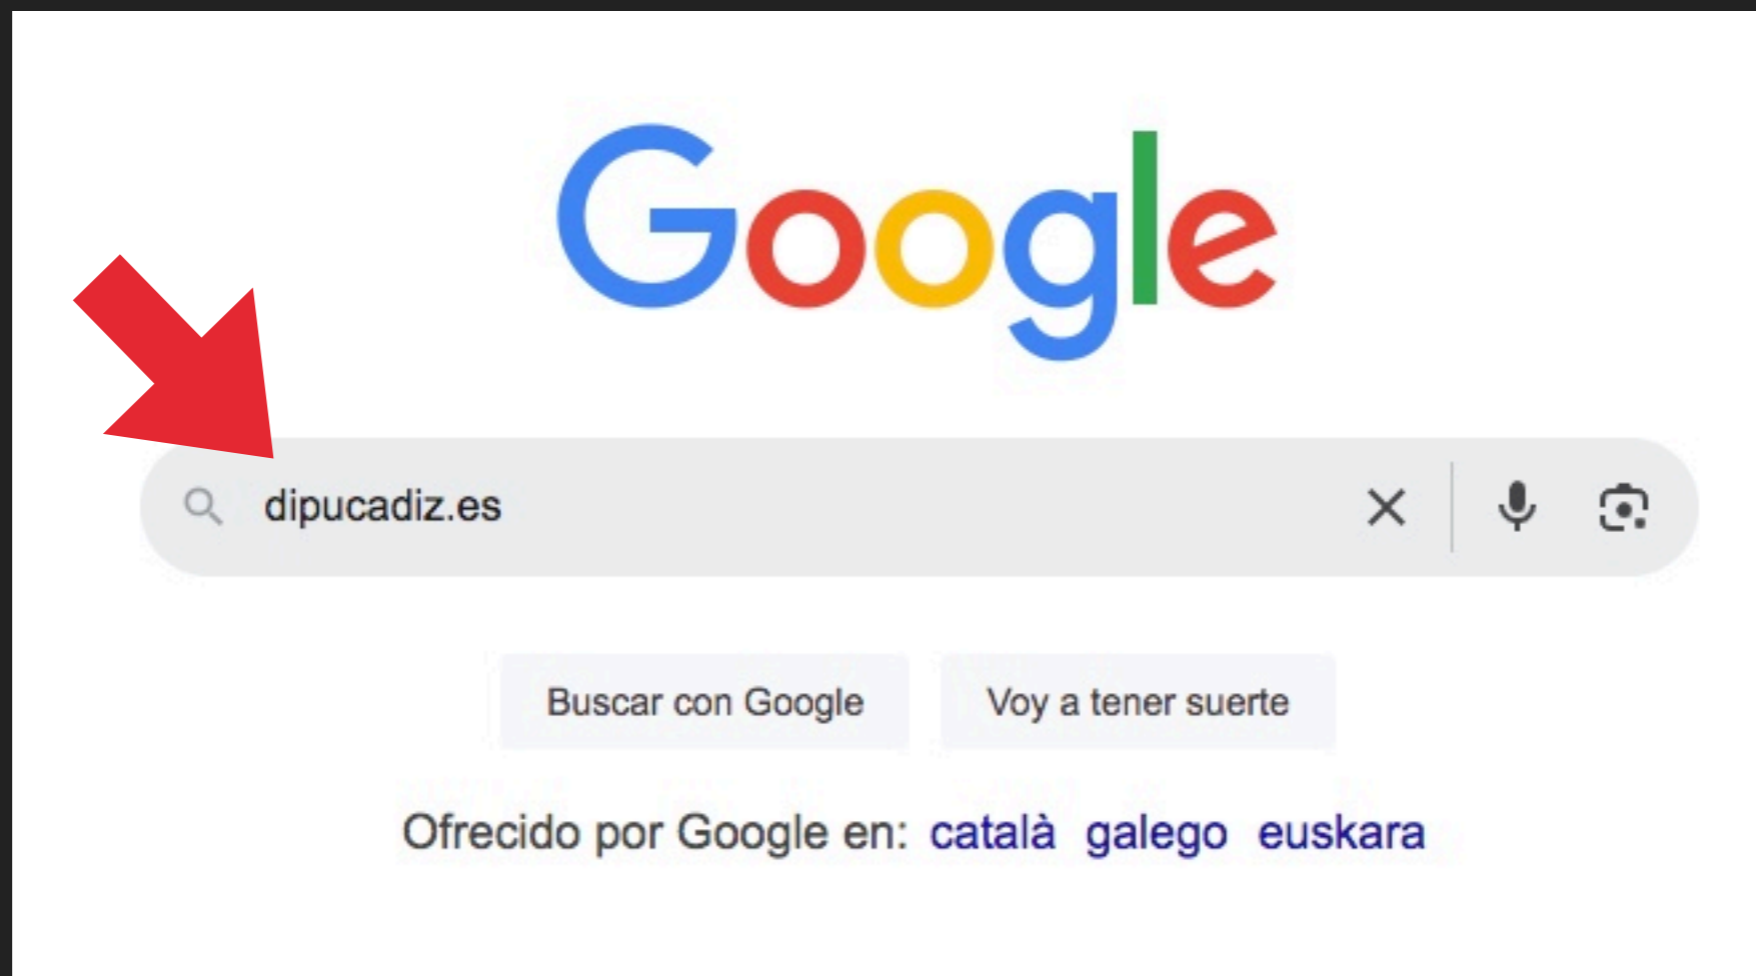 Google
dipucadiz.es
Buscar con Google
Voy a tener suerte
Ofrecido por Google en: català galego euskara